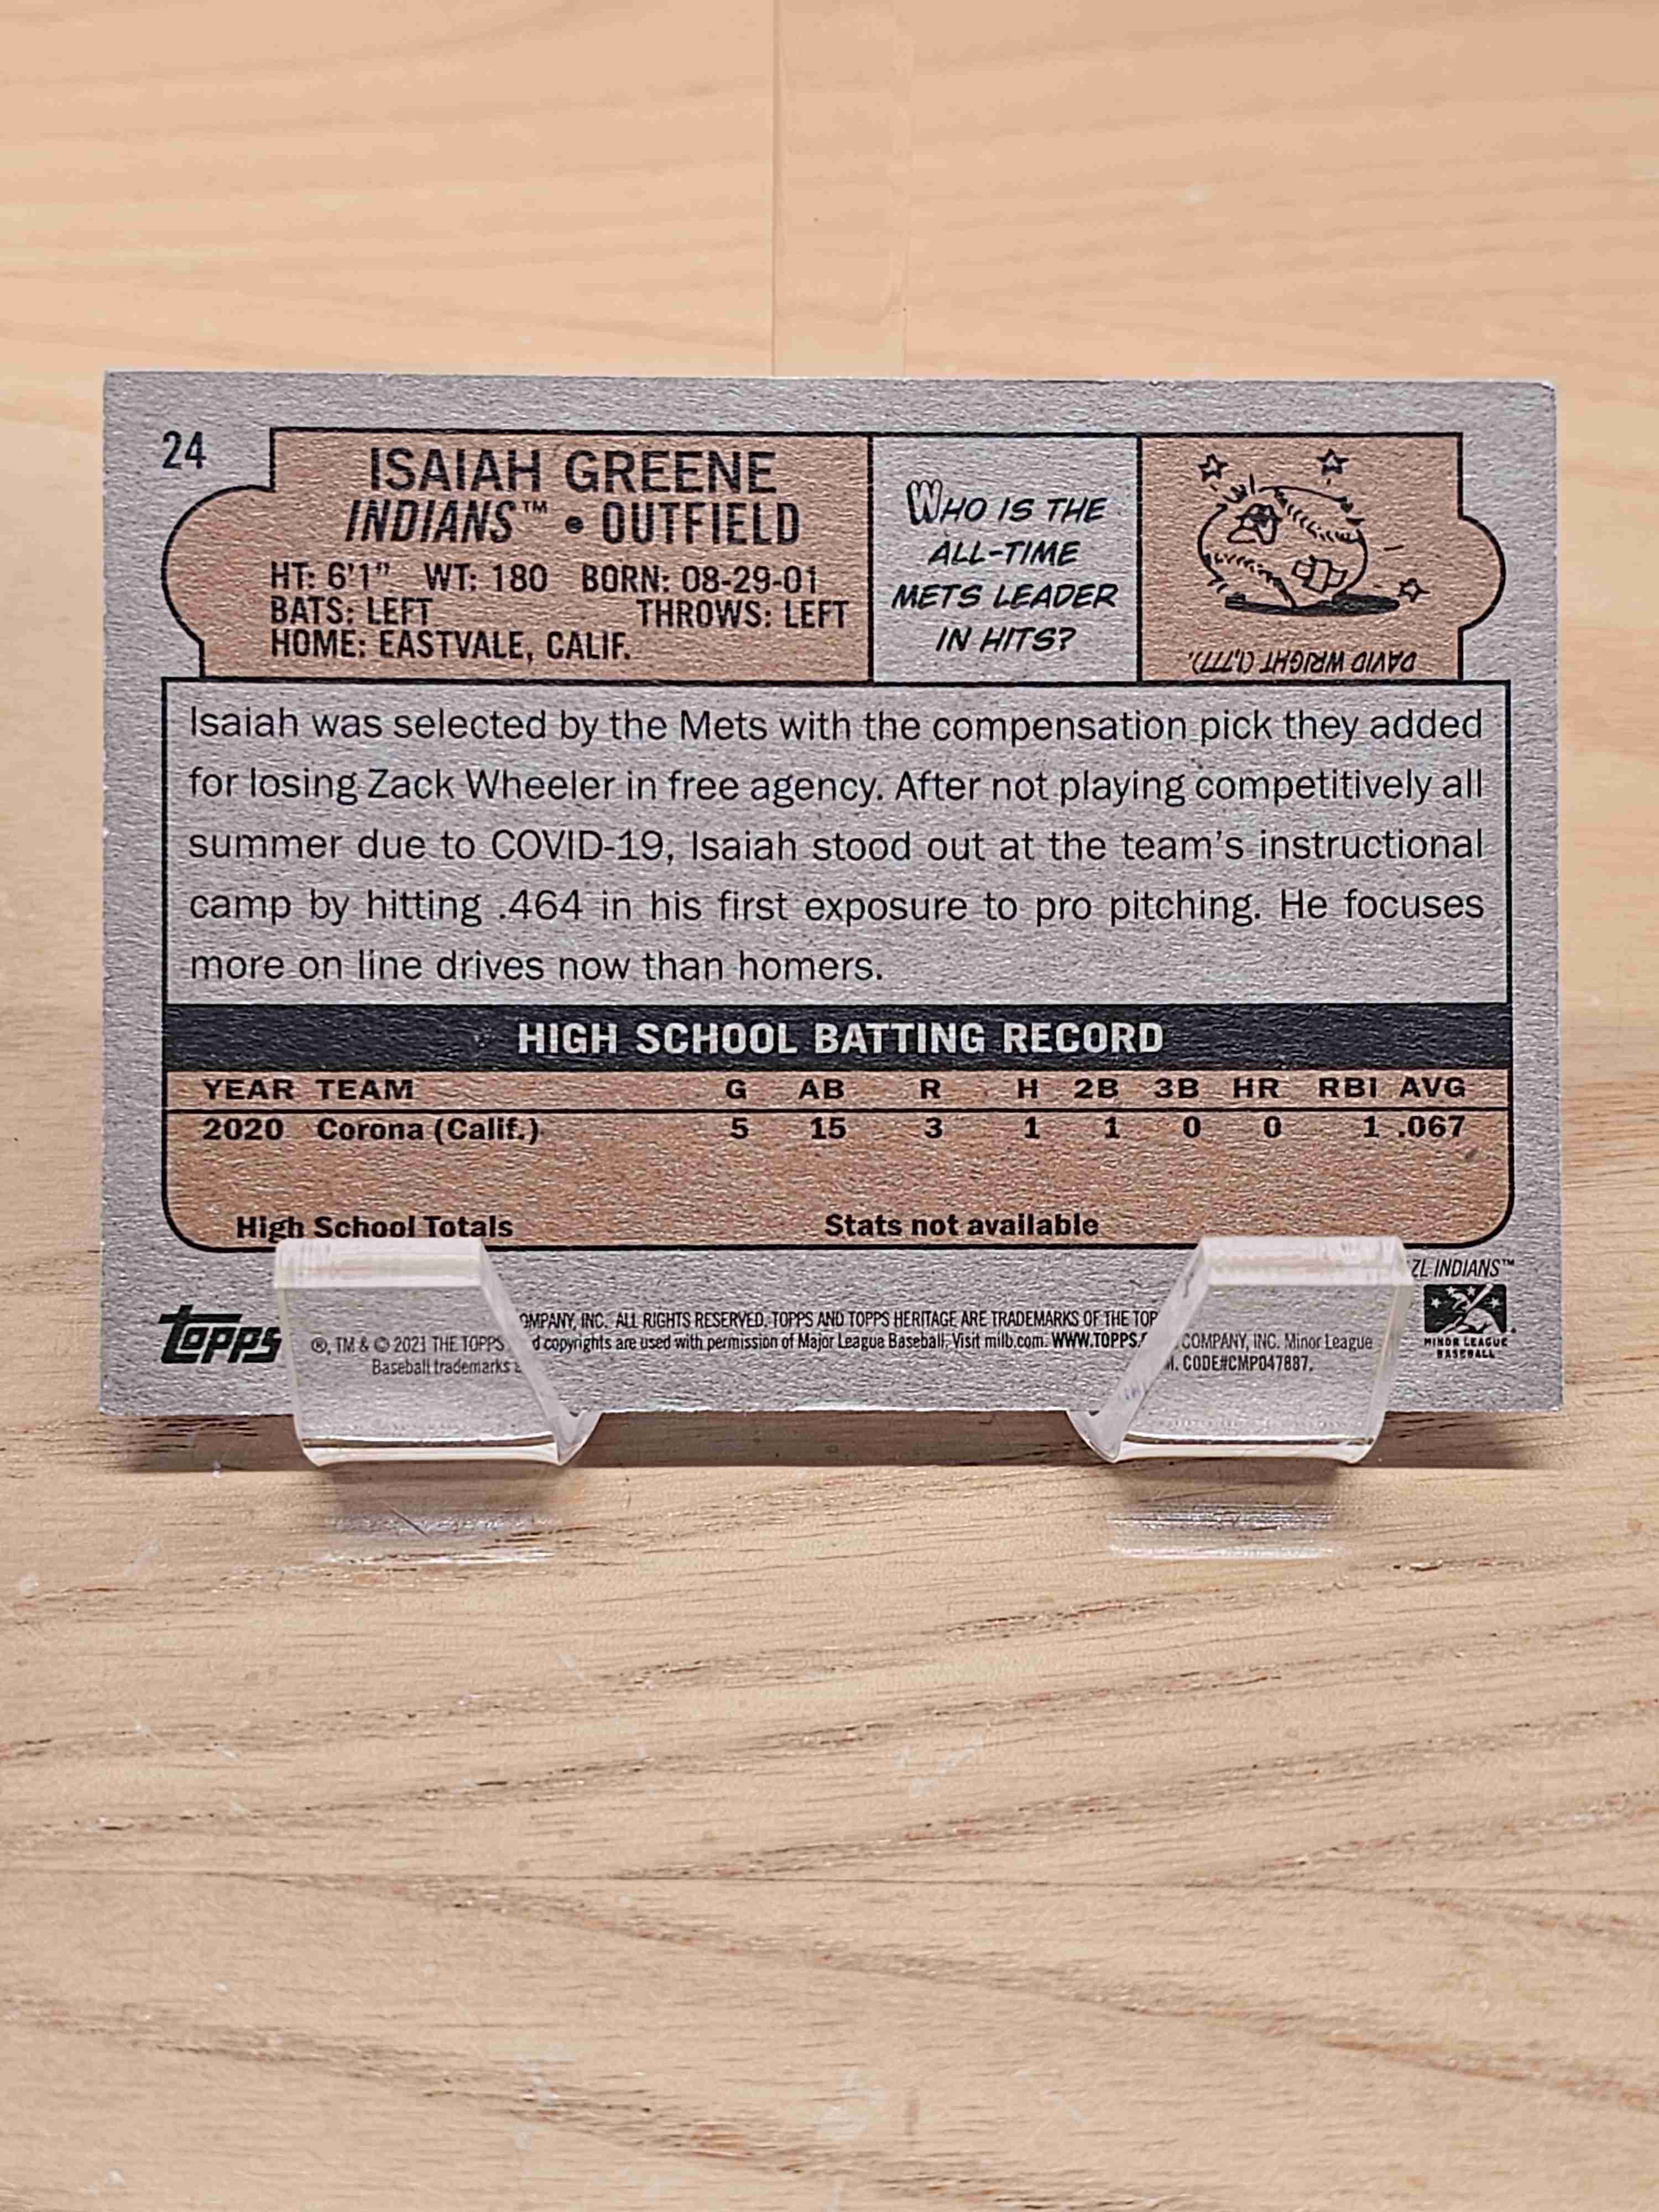 24
ISAIAH GREENE
INDIANS™ • OUTFIELD
HT: 6'1" WT: 180 BORN: 08-29-01
BATS: LEFT THROWS: LEFT
HOME: EASTVALE, CALIF.
WHO IS THE
ALL-TIME
METS LEADER
IN HITS?
DAVID WRIGHT (1,777).
Isaiah was selected by the Mets with the compensation pick they added
for losing Zack Wheeler in free agency. After not playing competitively all
summer due to COVID-19, Isaiah stood out at the team's instructional
camp by hitting .464 in his first exposure to pro pitching. He focuses
more on line drives now than homers.
HIGH SCHOOL BATTING RECORD
YEAR TEAM G AB R H 2B 3B HR RBI AVG
2020 Corona (Calif.) 5 15 3 1 1 0 0 1 .067
High School Totals Stats not available
ZL INDIANS™
topps
®, TM & © 2021 THE TOPPS OMPANY, INC. ALL RIGHTS RESERVED. TOPPS AND TOPPS HERITAGE ARE TRADEMARKS OF THE TOP COMPANY, INC. Minor League
Baseball trademarks d copyrights are used with permission of Major League Baseball. Visit milb.com. WWW.TOPPS. CODE#CMP047887.
MINOR LEAGUE
BASEBALL